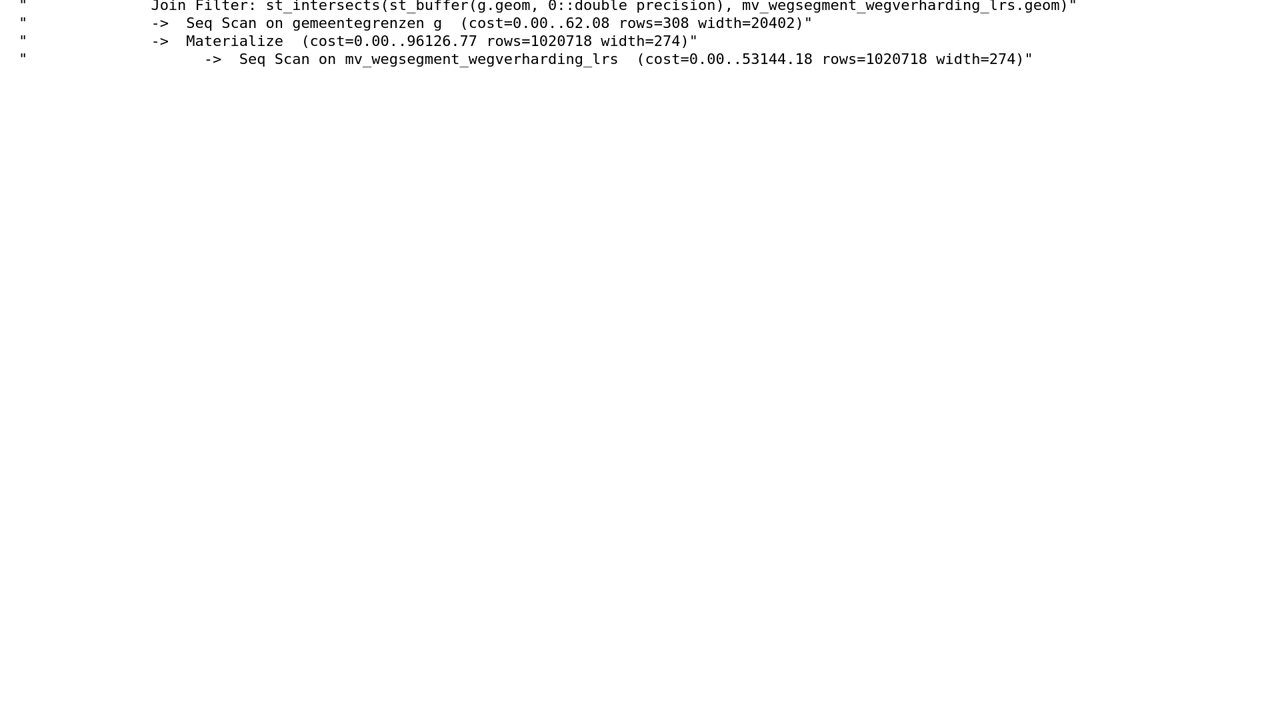 "              Join Filter: st_intersects(st_buffer(g.geom, 0::double precision), mv_wegsegment_wegverharding_lrs.geom)"
"              ->  Seq Scan on gemeentegrenzen g  (cost=0.00..62.08 rows=308 width=20402)"
"              ->  Materialize  (cost=0.00..96126.77 rows=1020718 width=274)"
"                    ->  Seq Scan on mv_wegsegment_wegverharding_lrs  (cost=0.00..53144.18 rows=1020718 width=274)"